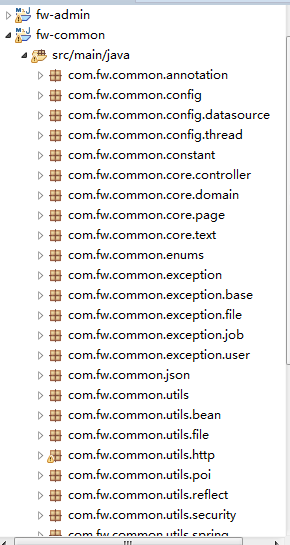 fw-admin
fw-common
src/main/java
com.fw.common.annotation
com.fw.common.config
com.fw.common.config.datasource
com.fw.common.config.thread
com.fw.common.constant
com.fw.common.core.controller
com.fw.common.core.domain
com.fw.common.core.page
com.fw.common.core.text
com.fw.common.enums
com.fw.common.exception
com.fw.common.exception.base
com.fw.common.exception.file
com.fw.common.exception.job
com.fw.common.exception.user
com.fw.common.json
com.fw.common.utils
com.fw.common.utils.bean
com.fw.common.utils.file
com.fw.common.utils.http
com.fw.common.utils.poi
com.fw.common.utils.reflect
com.fw.common.utils.security
com.fw.common.utils.spring